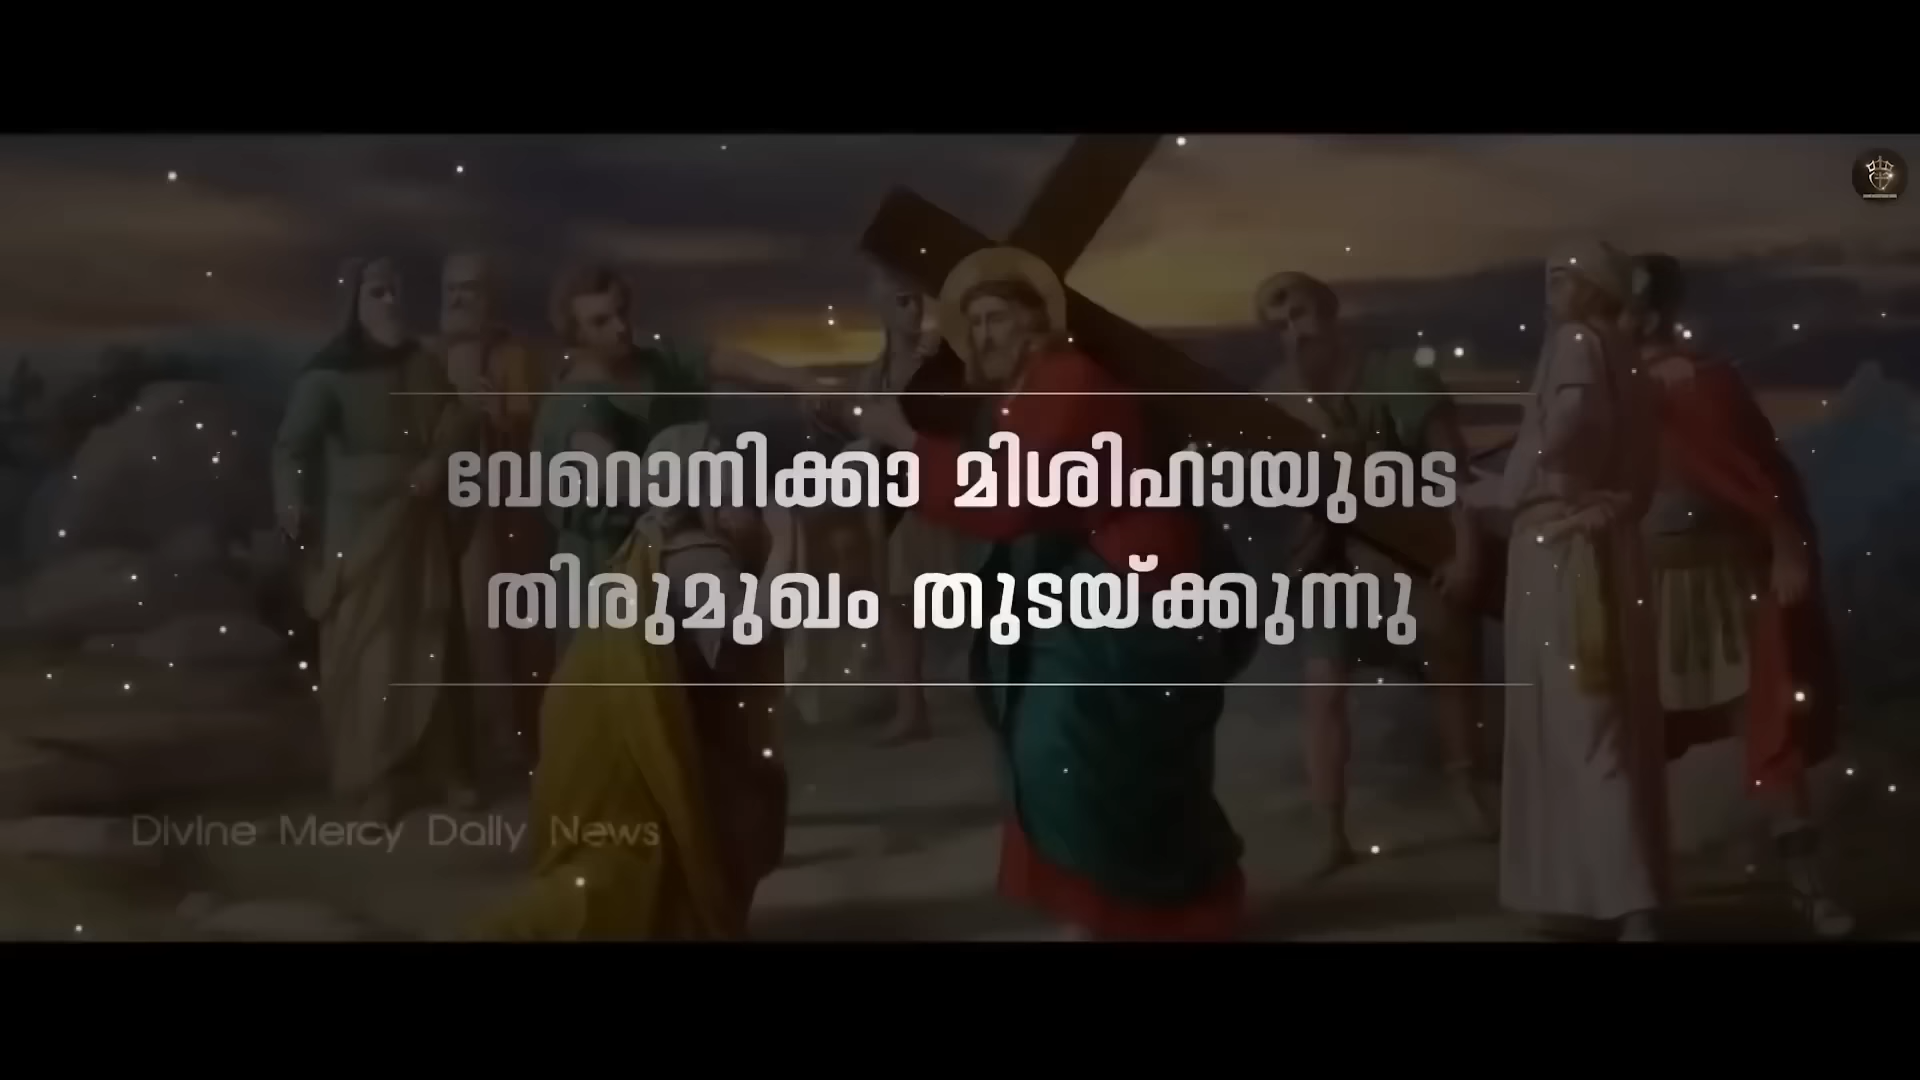 വേറൊനിക്കാ മിശിഹായുടെ
തിരുമുഖം തുടയ്ക്കുന്നു
Divine Mercy Daily News